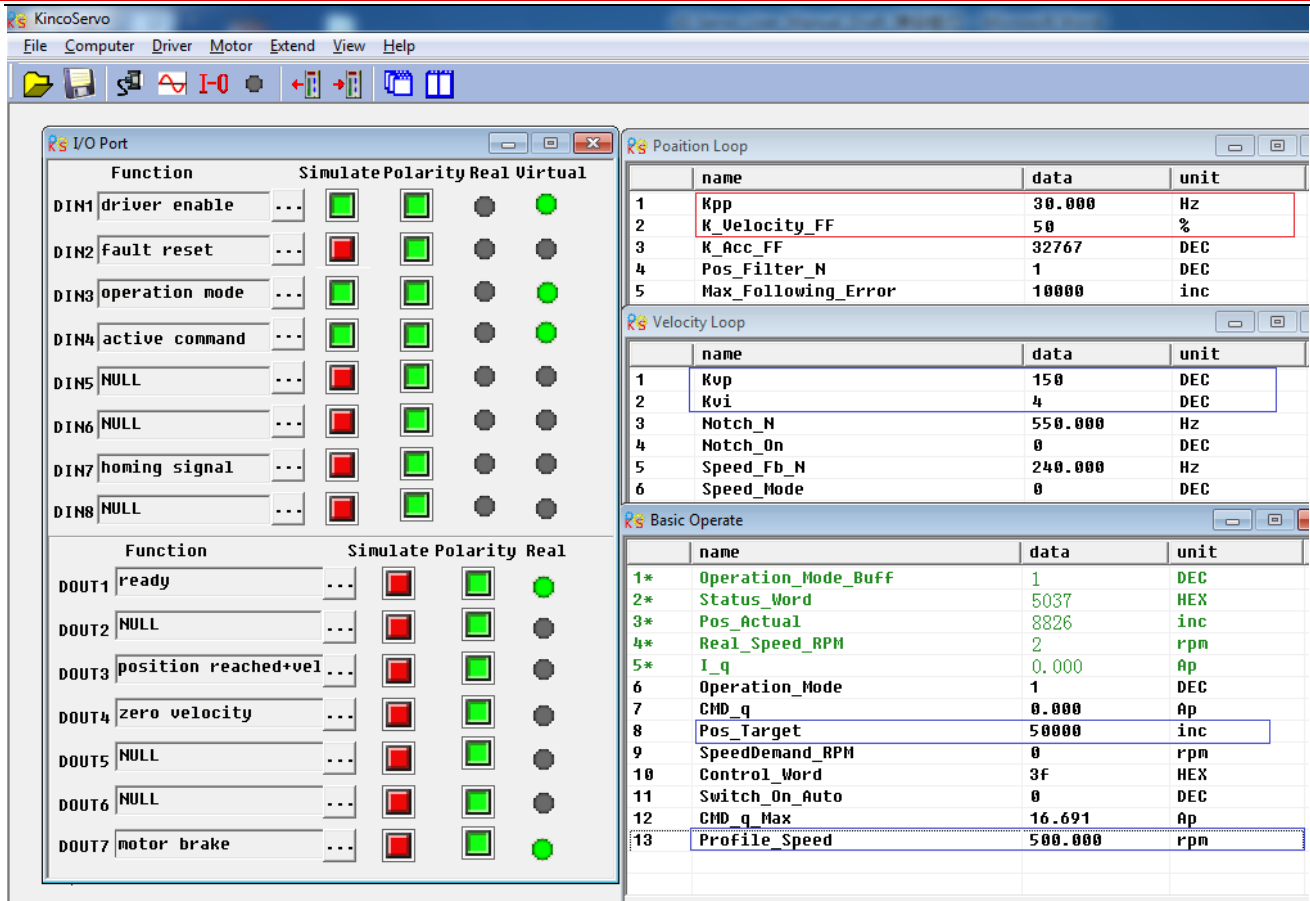 KincoServo
File Computer Driver Motor Extend View Help
I-O
I/O Port
Function Simulate Polarity Real Virtual
DIN1 driver enable ...
DIN2 fault reset ...
DIN3 operation mode ...
DIN4 active command ...
DIN5 NULL ...
DIN6 NULL ...
DIN7 homing signal ...
DIN8 NULL ...
Function Simulate Polarity Real
DOUT1 ready ...
DOUT2 NULL ...
DOUT3 position reached+vel ...
DOUT4 zero velocity ...
DOUT5 NULL ...
DOUT6 NULL ...
DOUT7 motor brake ...
Poaition Loop
name data unit
1 Kpp 30.000 Hz
2 K_Velocity_FF 50 %
3 K_Acc_FF 32767 DEC
4 Pos_Filter_N 1 DEC
5 Max_Following_Error 10000 inc
Velocity Loop
name data unit
1 Kvp 150 DEC
2 Kvi 4 DEC
3 Notch_N 550.000 Hz
4 Notch_On 0 DEC
5 Speed_Fb_N 240.000 Hz
6 Speed_Mode 0 DEC
Basic Operate
name data unit
1* Operation_Mode_Buff 1 DEC
2* Status_Word 5037 HEX
3* Pos_Actual 8826 inc
4* Real_Speed_RPM 2 rpm
5* I_q 0.000 Ap
6 Operation_Mode 1 DEC
7 CMD_q 0.000 Ap
8 Pos_Target 50000 inc
9 SpeedDemand_RPM 0 rpm
10 Control_Word 3f HEX
11 Switch_On_Auto 0 DEC
12 CMD_q_Max 16.691 Ap
13 Profile_Speed 500.000 rpm